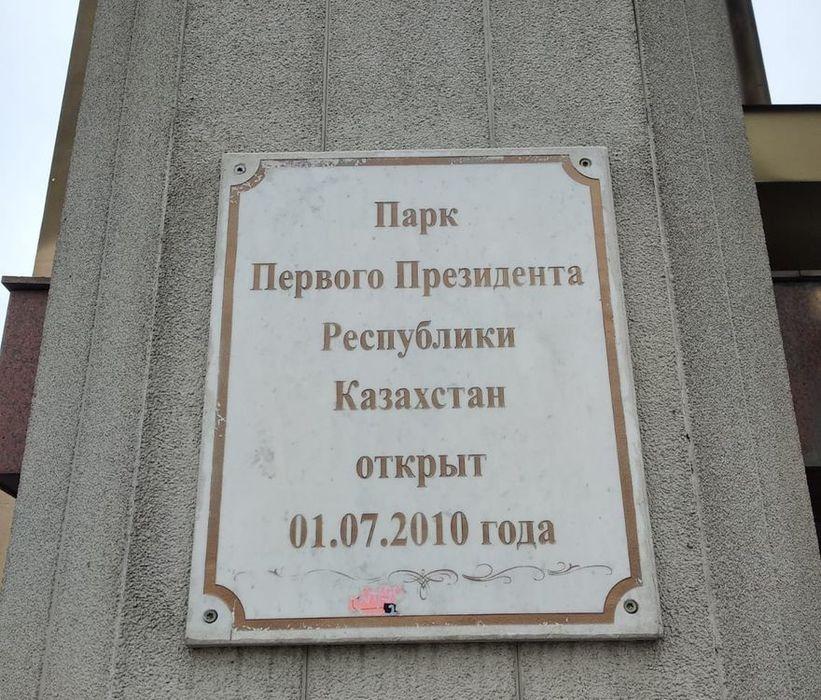 Парк
Первого Президента
Республики
Казахстан
открыт
01.07.2010 года